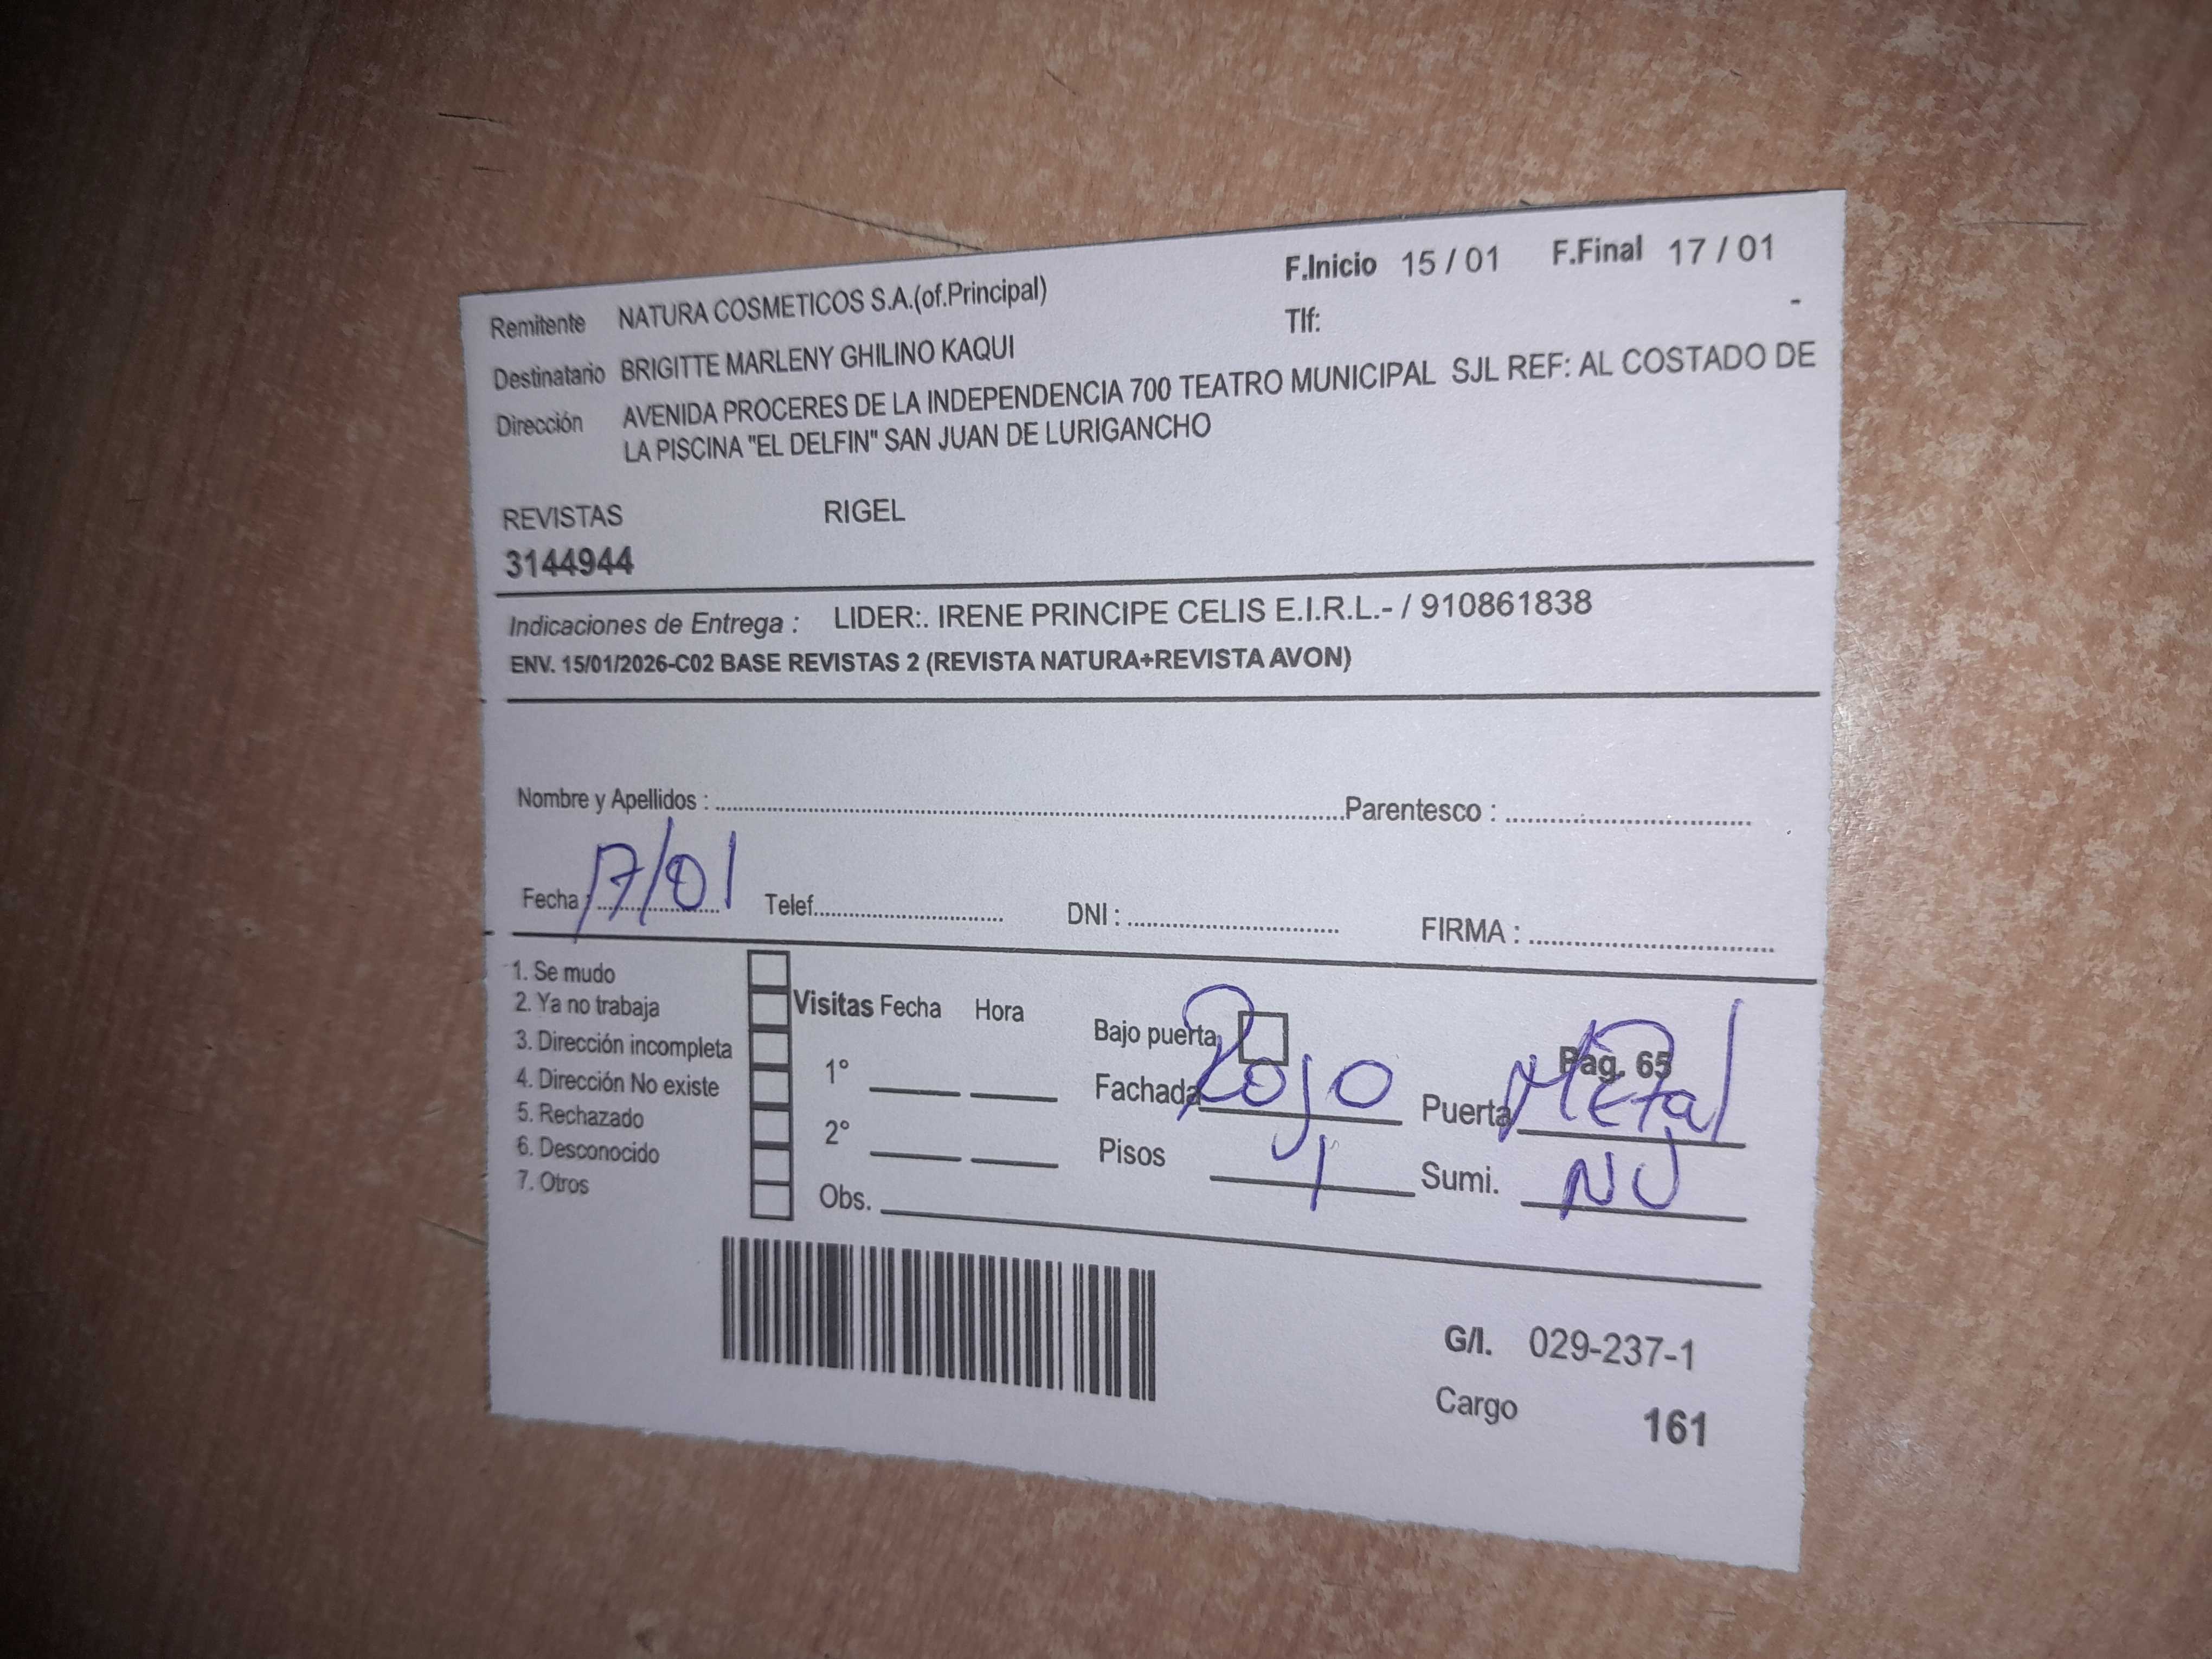 Remitente NATURA COSMETICOS S.A.(of.Principal) F.Inicio 15 / 01 F.Final 17 / 01
Destinatario BRIGITTE MARLENY GHILINO KAQUI Tlf: -
Dirección AVENIDA PROCERES DE LA INDEPENDENCIA 700 TEATRO MUNICIPAL SJL REF: AL COSTADO DE
LA PISCINA "EL DELFIN" SAN JUAN DE LURIGANCHO
REVISTAS RIGEL
3144944
Indicaciones de Entrega : LIDER:. IRENE PRINCIPE CELIS E.I.R.L.- / 910861838
ENV. 15/01/2026-C02 BASE REVISTAS 2 (REVISTA NATURA+REVISTA AVON)
Nombre y Apellidos : Parentesco :
Fecha : 17/01 Telef. DNI : FIRMA :
1. Se mudo
2. Ya no trabaja
3. Dirección incompleta
4. Dirección No existe
5. Rechazado
6. Desconocido
7. Otros
Visitas Fecha Hora
1°
2°
Obs.
Bajo puerta Pag. 65
Fachada Rojo Puerta Metal
Pisos 1 Sumi. NU
G/I. 029-237-1
Cargo 161